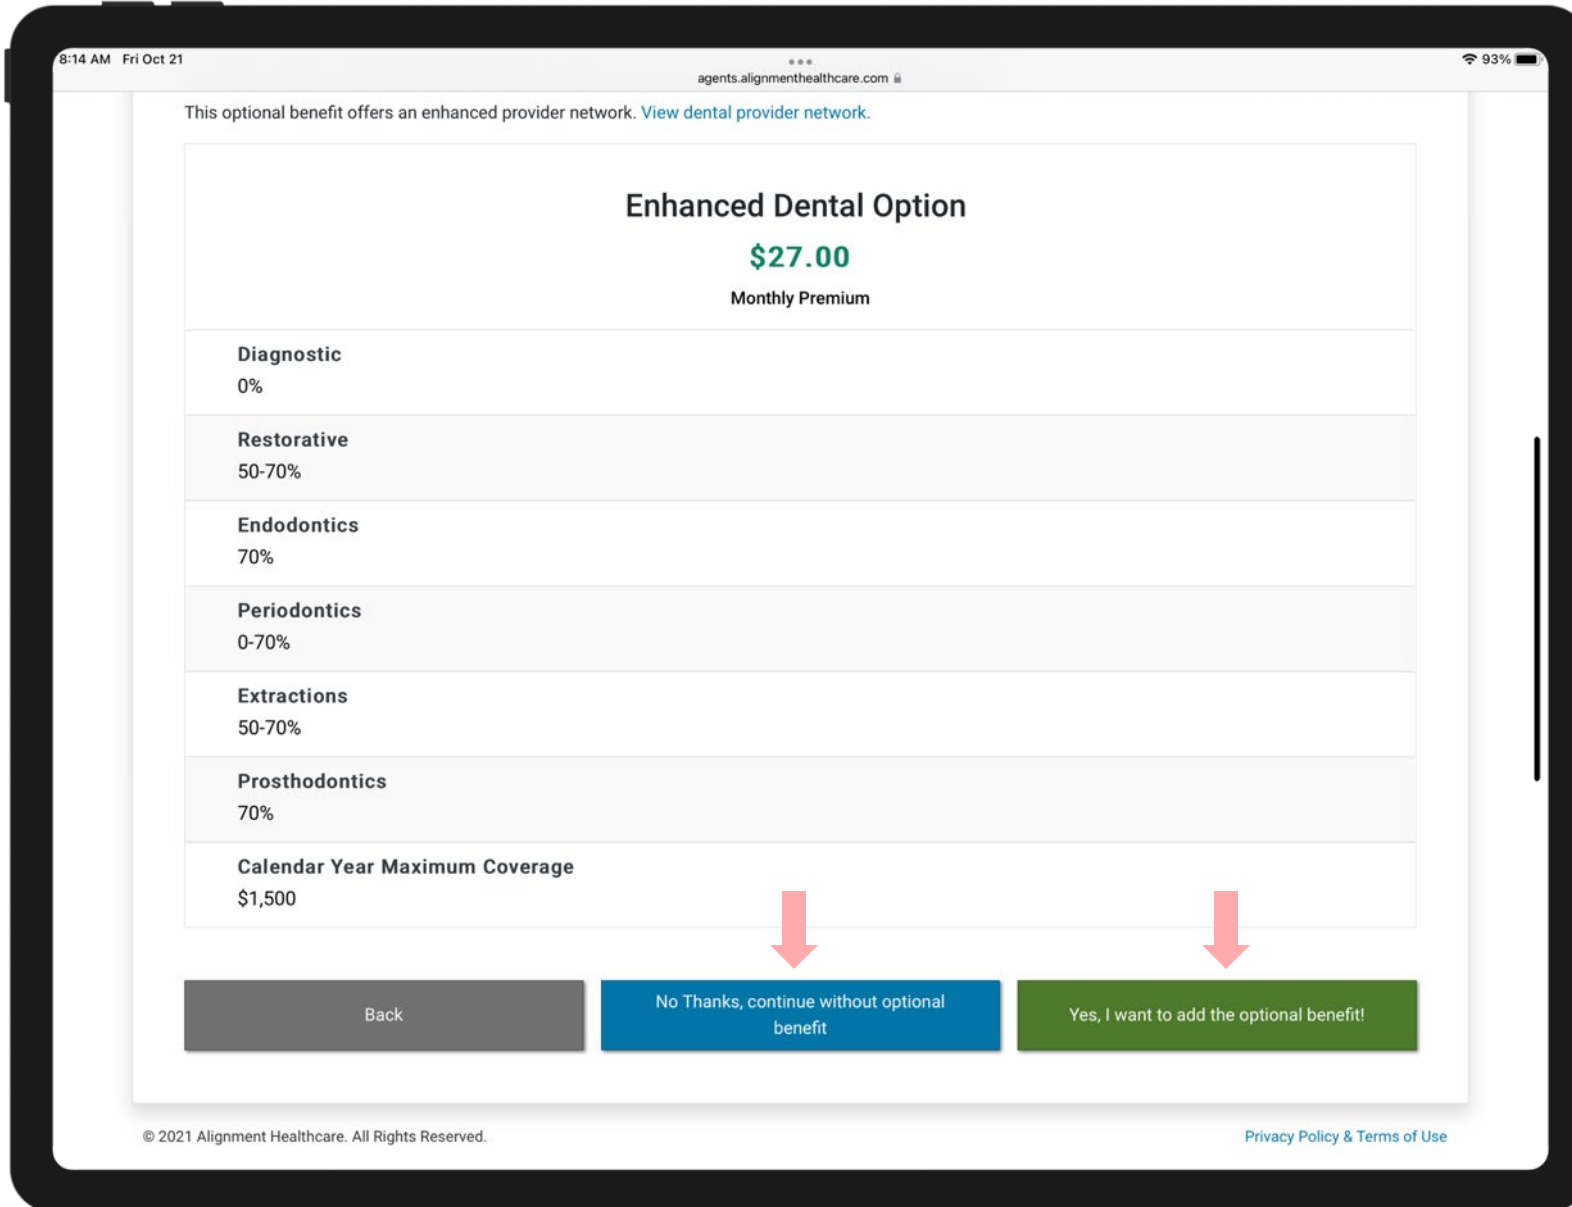 8:14 AM Fri Oct 21
93%
agents.alignmenthealthcare.com
This optional benefit offers an enhanced provider network. View dental provider network.
Enhanced Dental Option
$27.00
Monthly Premium
Diagnostic
0%
Restorative
50-70%
Endodontics
70%
Periodontics
0-70%
Extractions
50-70%
Prosthodontics
70%
Calendar Year Maximum Coverage
$1,500
Back
No Thanks, continue without optional
benefit
Yes, I want to add the optional benefit!
© 2021 Alignment Healthcare. All Rights Reserved.
Privacy Policy & Terms of Use